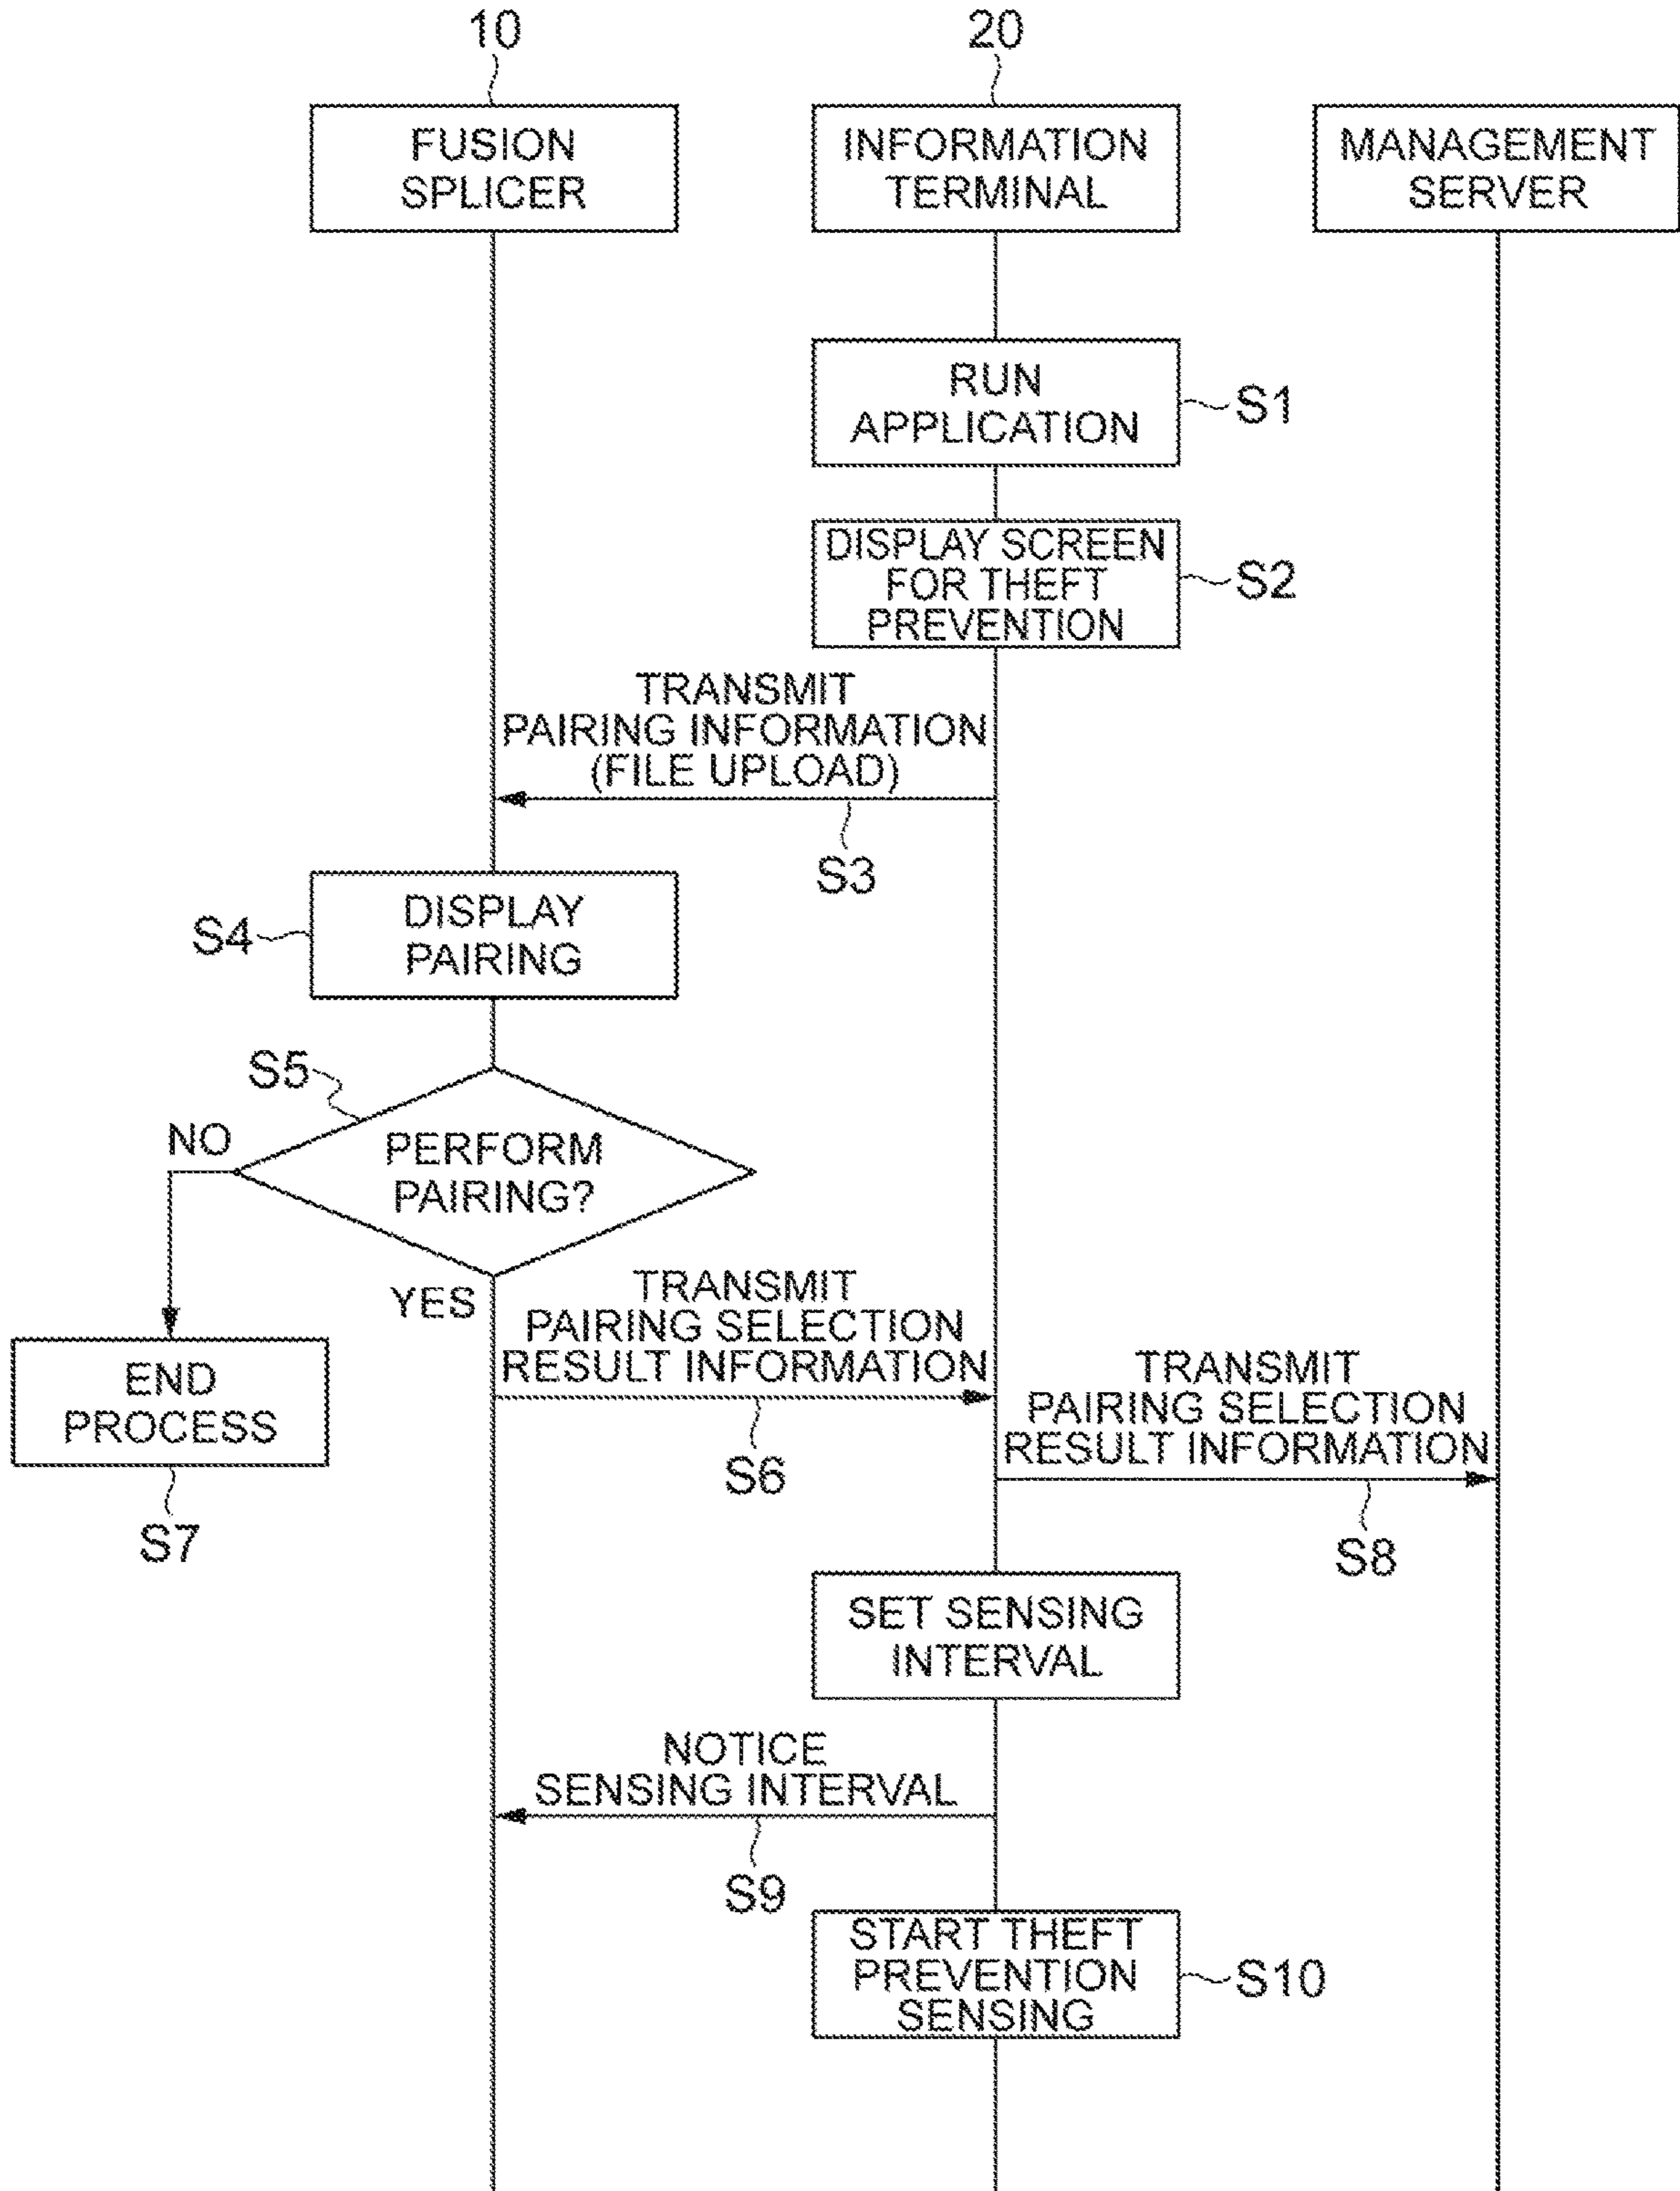 10
20
FUSION
SPLICER
INFORMATION
TERMINAL
MANAGEMENT
SERVER
RUN
APPLICATION
S1
DISPLAY SCREEN
FOR THEFT
PREVENTION
S2
TRANSMIT
PAIRING INFORMATION
(FILE UPLOAD)
S3
S4
DISPLAY
PAIRING
S5
NO
PERFORM
PAIRING?
YES
TRANSMIT
PAIRING SELECTION
RESULT INFORMATION
S6
END
PROCESS
S7
TRANSMIT
PAIRING SELECTION
RESULT INFORMATION
S8
SET SENSING
INTERVAL
NOTICE
SENSING INTERVAL
S9
START THEFT
PREVENTION
SENSING
S10